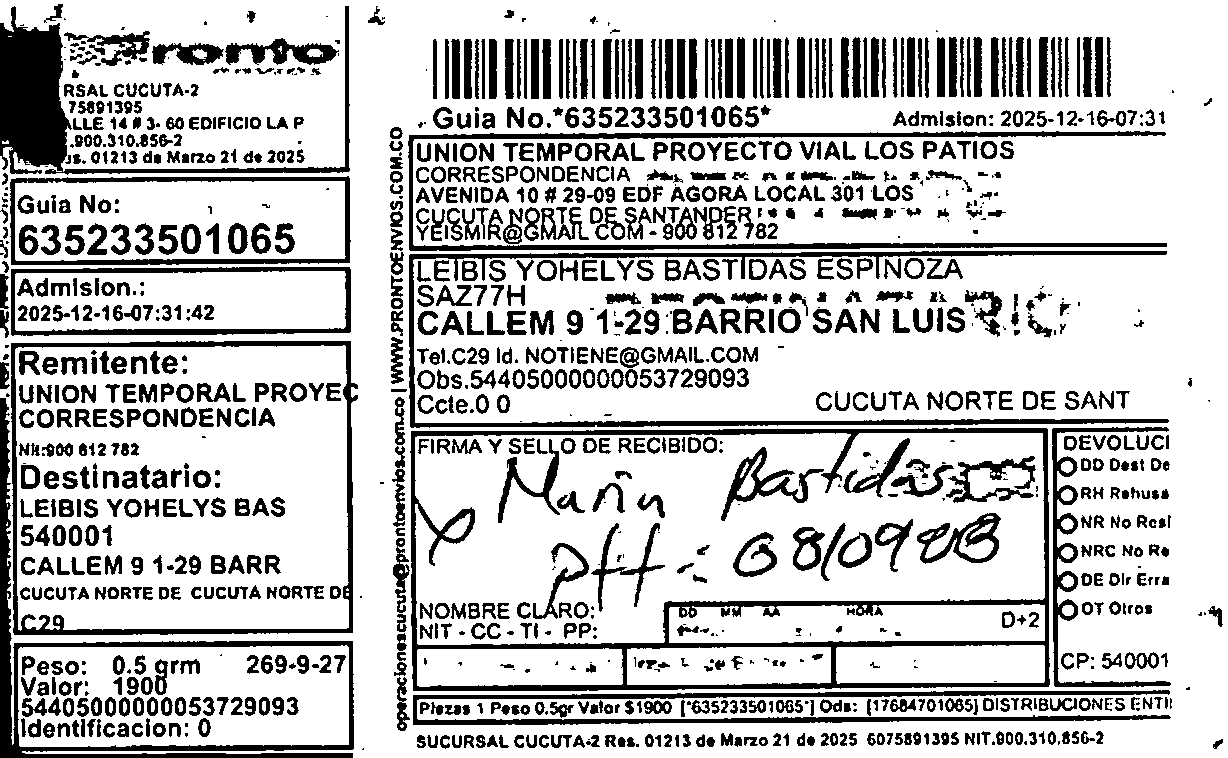 Pronto
RSAL CUCUTA-2
75891395
ALLE 14 # 3- 60 EDIFICIO LA P
.900.310.856-2
us. 01213 de Marzo 21 de 2025
Guia No:
635233501065
Admision.:
2025-12-16-07:31:42
Remitente:
UNION TEMPORAL PROYEC
CORRESPONDENCIA
Nit:900 812 782
Destinatario:
LEIBIS YOHELYS BAS
540001
CALLEM 9 1-29 BARR
CUCUTA NORTE DE CUCUTA NORTE DE
C29
Peso: 0.5 grm 269-9-27
Valor: 1900
54405000000053729093
Identificacion: 0
operacionescucuta@prontoenvios.com.co | WWW.PRONTOENVIOS.COM.CO
Guia No.*635233501065*
Admision: 2025-12-16-07:31
UNION TEMPORAL PROYECTO VIAL LOS PATIOS
CORRESPONDENCIA
AVENIDA 10 # 29-09 EDF AGORA LOCAL 301 LOS
CUCUTA NORTE DE SANTANDER
YEISMIR@GMAIL COM - 900 812 782
LEIBIS YOHELYS BASTIDAS ESPINOZA
SAZ77H
CALLEM 9 1-29 BARRIO SAN LUIS
Tel.C29 Id. NOTIENE@GMAIL.COM
Obs.54405000000053729093
Ccte.0 0 CUCUTA NORTE DE SANT
FIRMA Y SELLO DE RECIBIDO:
Bastidas
NOMBRE CLARO:
NIT - CC - TI - PP:
DD MM AA HORA
D+2
DEVOLUCI
DD Dest De
RH Rehusa
NR No Resi
NRC No Re
DE Dir Erra
OT Otros
CP: 540001
Piezas 1 Peso 0.5gr Valor $1900 [*635233501065*] Ods: [17684701065] DISTRIBUCIONES ENTI
SUCURSAL CUCUTA-2 Res. 01213 de Marzo 21 de 2025 6075891395 NIT.900.310.856-2